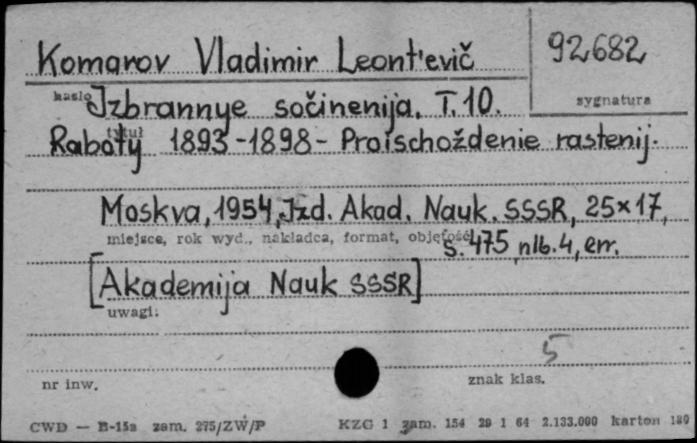 Komarov Vladimir Leont'evič 92682
hasło Izbrannye sočinenija. T.10. sygnatura
tytuł Raboty 1893-1898- Proischoždenie rastenij.
Moskva, 1954, Izd. Akad. Nauk. SSSR, 25×17,
miejsce, rok wyd., nakładca, format, objętość s. 475, nlb. 4, err.
[Akademija Nauk SSSR]
uwagi:
5
nr inw. znak klas.
CWD — B-15a zam. 275/ZW/P KZG 1 zam. 154 29 1 64 2.133.000 karton 180